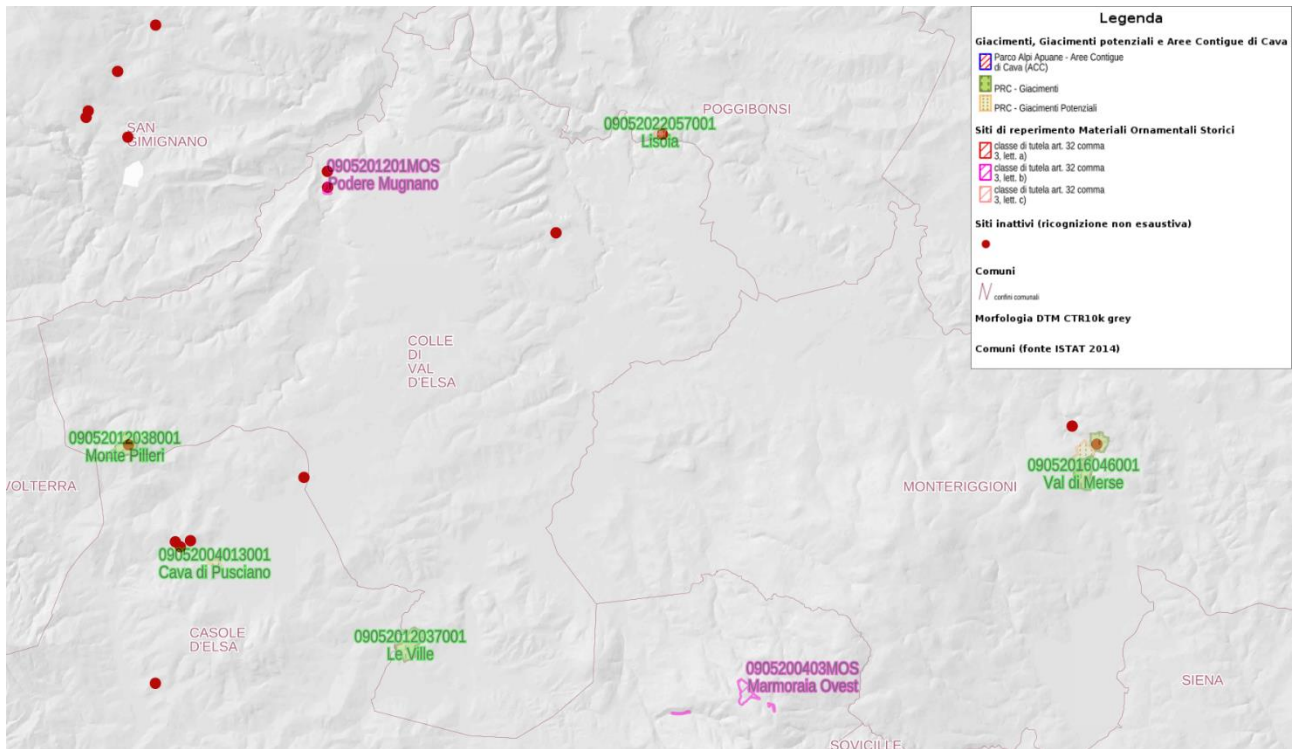 POGGIBONSI
09052022057001
Lisoia
SAN
GIMIGNANO
0905201201MOS
Podere Mugnano
COLLE
DI
VAL
D'ELSA
09052012038001
Monte Pilleri
VOLTERRA
MONTERIGGIONI
09052016046001
Val di Merse
09052004013001
Cava di Pusciano
CASOLE
D'ELSA
09052012037001
Le Ville
0905200403MOS
Marmoraia Ovest
SIENA
SOVICILLE
Legenda
Giacimenti, Giacimenti potenziali e Aree Contigue di Cava
Parco Alpi Apuane - Aree Contigue
di Cava (ACC)
PRC - Giacimenti
PRC - Giacimenti Potenziali
Siti di reperimento Materiali Ornamentali Storici
classe di tutela art. 32 comma
3, lett. a)
classe di tutela art. 32 comma
3, lett. b)
classe di tutela art. 32 comma
3, lett. c)
Siti inattivi (ricognizione non esaustiva)
Comuni
confini comunali
Morfologia DTM CTR10k grey
Comuni (fonte ISTAT 2014)